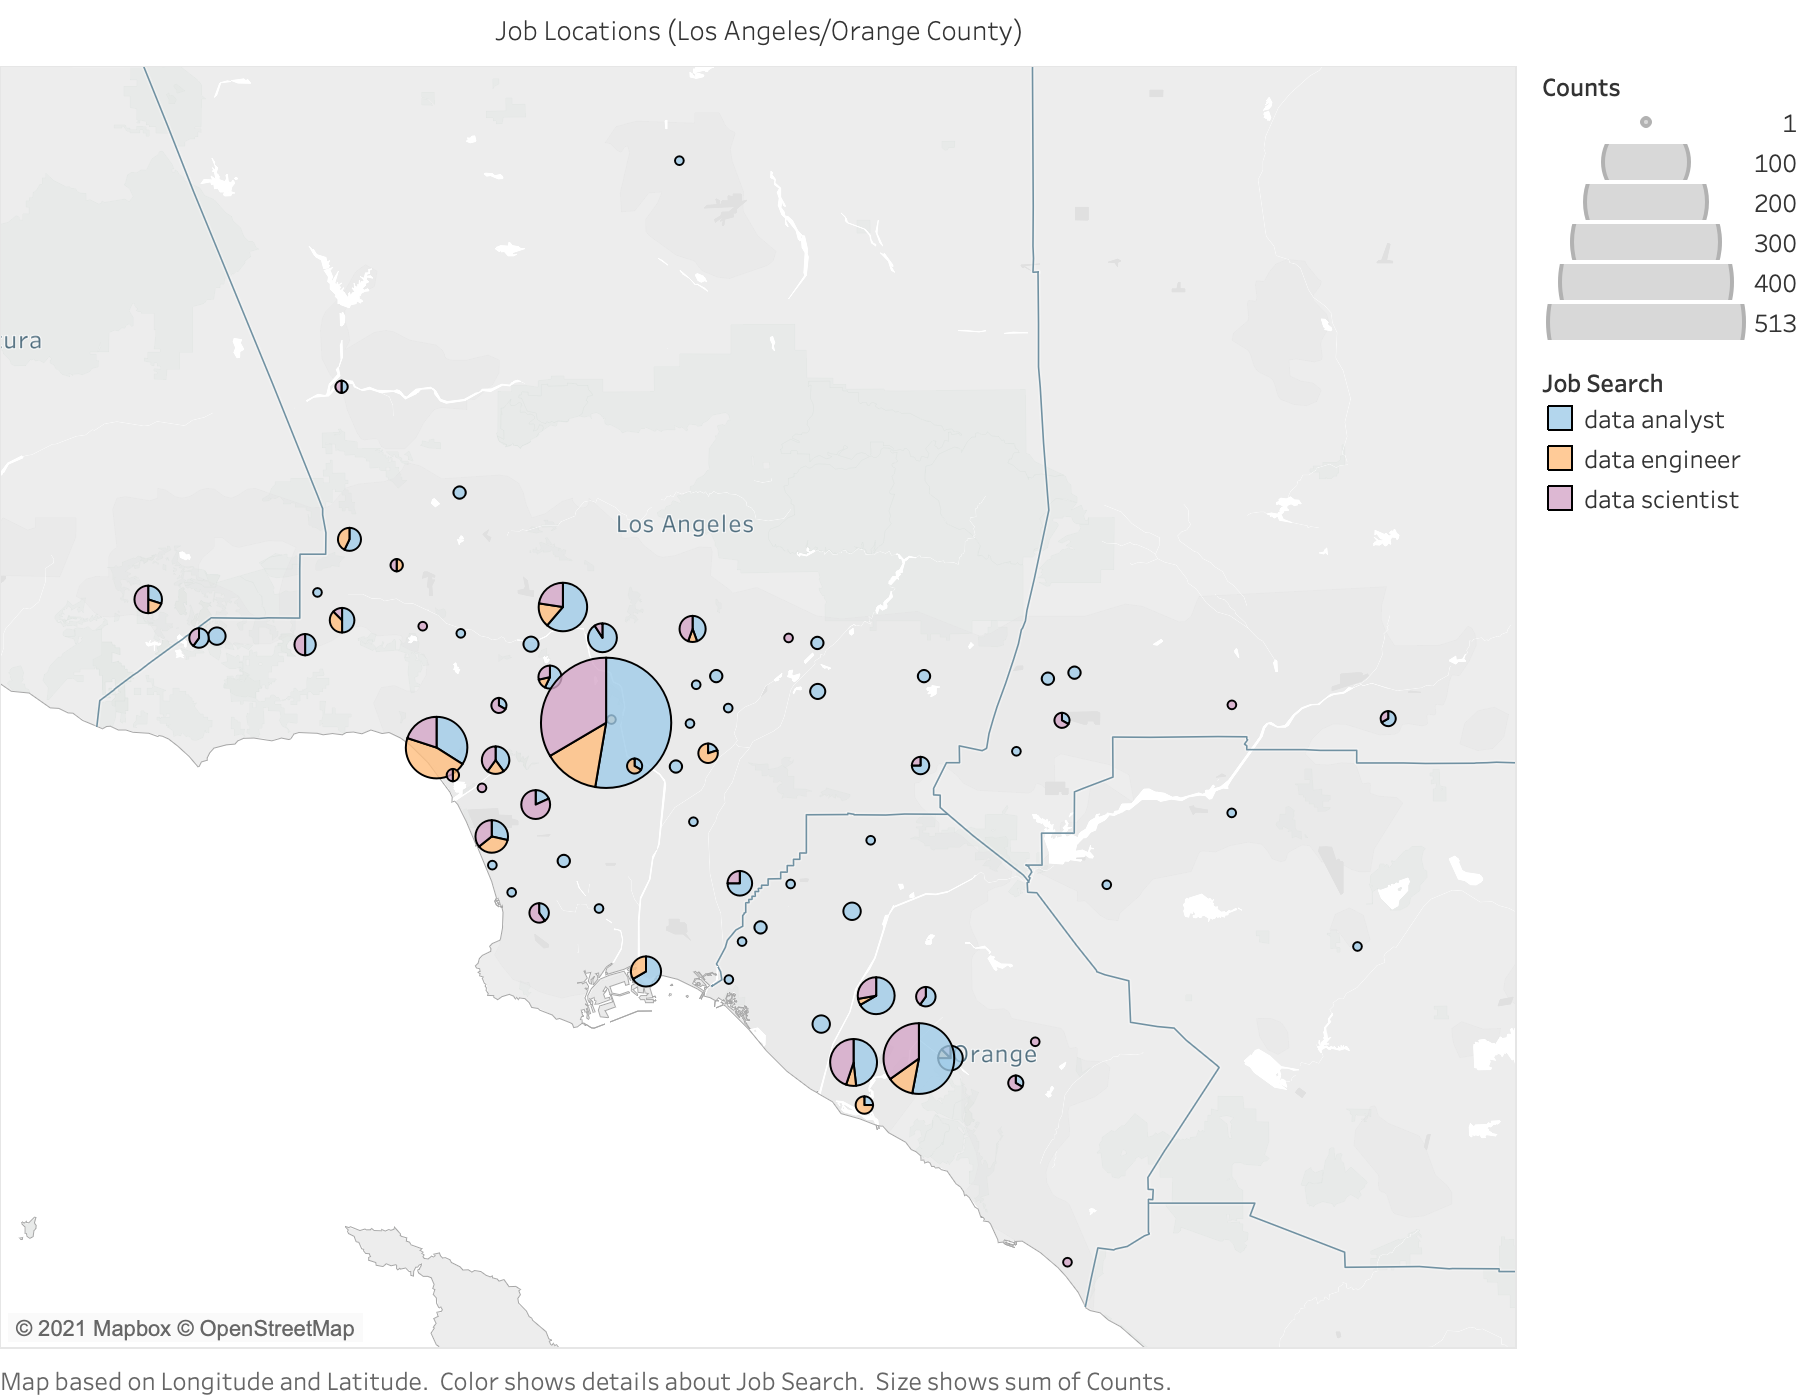 Job Locations (Los Angeles/Orange County)
Counts
1
100
200
300
400
513
Job Search
data analyst
data engineer
data scientist
ura
Los Angeles
Orange
© 2021 Mapbox © OpenStreetMap
Map based on Longitude and Latitude.  Color shows details about Job Search.  Size shows sum of Counts.